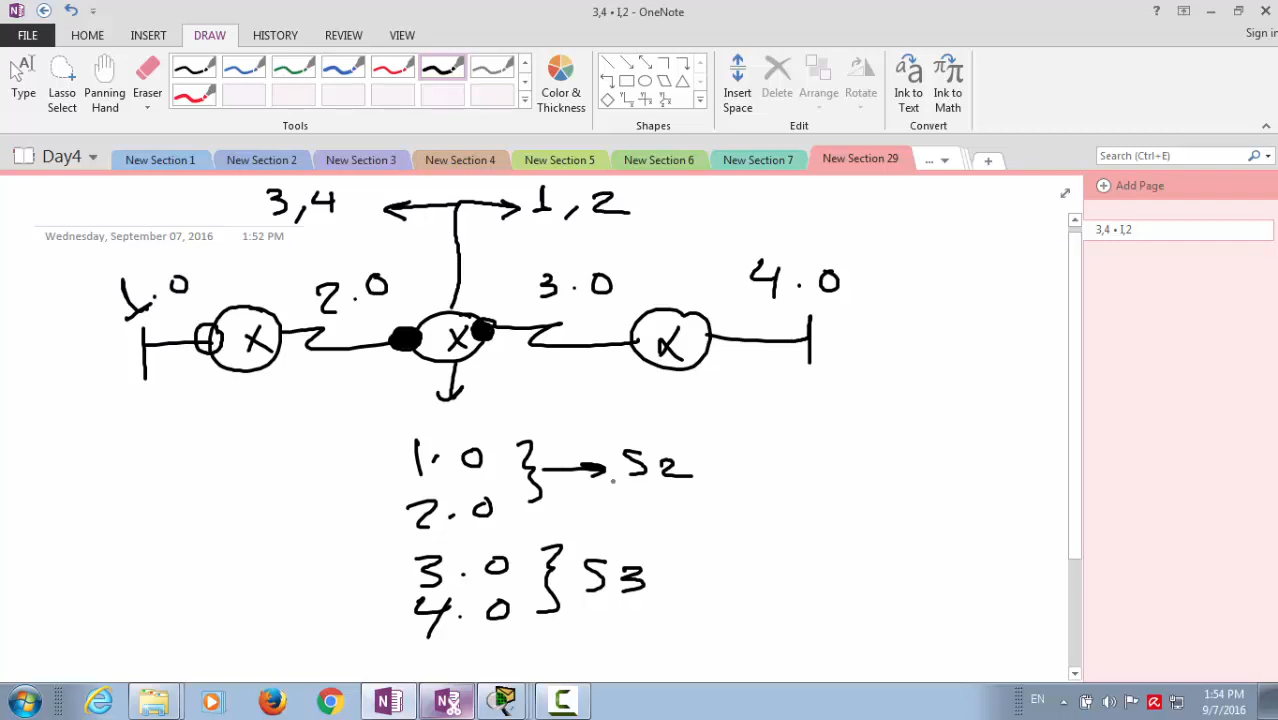 3,4 • I,2 - OneNote
FILE HOME INSERT DRAW HISTORY REVIEW VIEW
Sign in
Type
Lasso Select
Panning Hand
Eraser
Color & Thickness
Insert Space
Delete
Arrange
Rotate
Ink to Text
Ink to Math
Tools
Shapes
Edit
Convert
Day4 New Section 1 New Section 2 New Section 3 New Section 4 New Section 5 New Section 6 New Section 7 New Section 29 ...
Search (Ctrl+E)
Add Page
3,4 • I,2
3,4 1,2
Wednesday, September 07, 2016 1:52 PM
1.0 2.0 3.0 4.0
X X α
1.0
2.0
S2
3.0
4.0
S3
EN
1:54 PM
9/7/2016